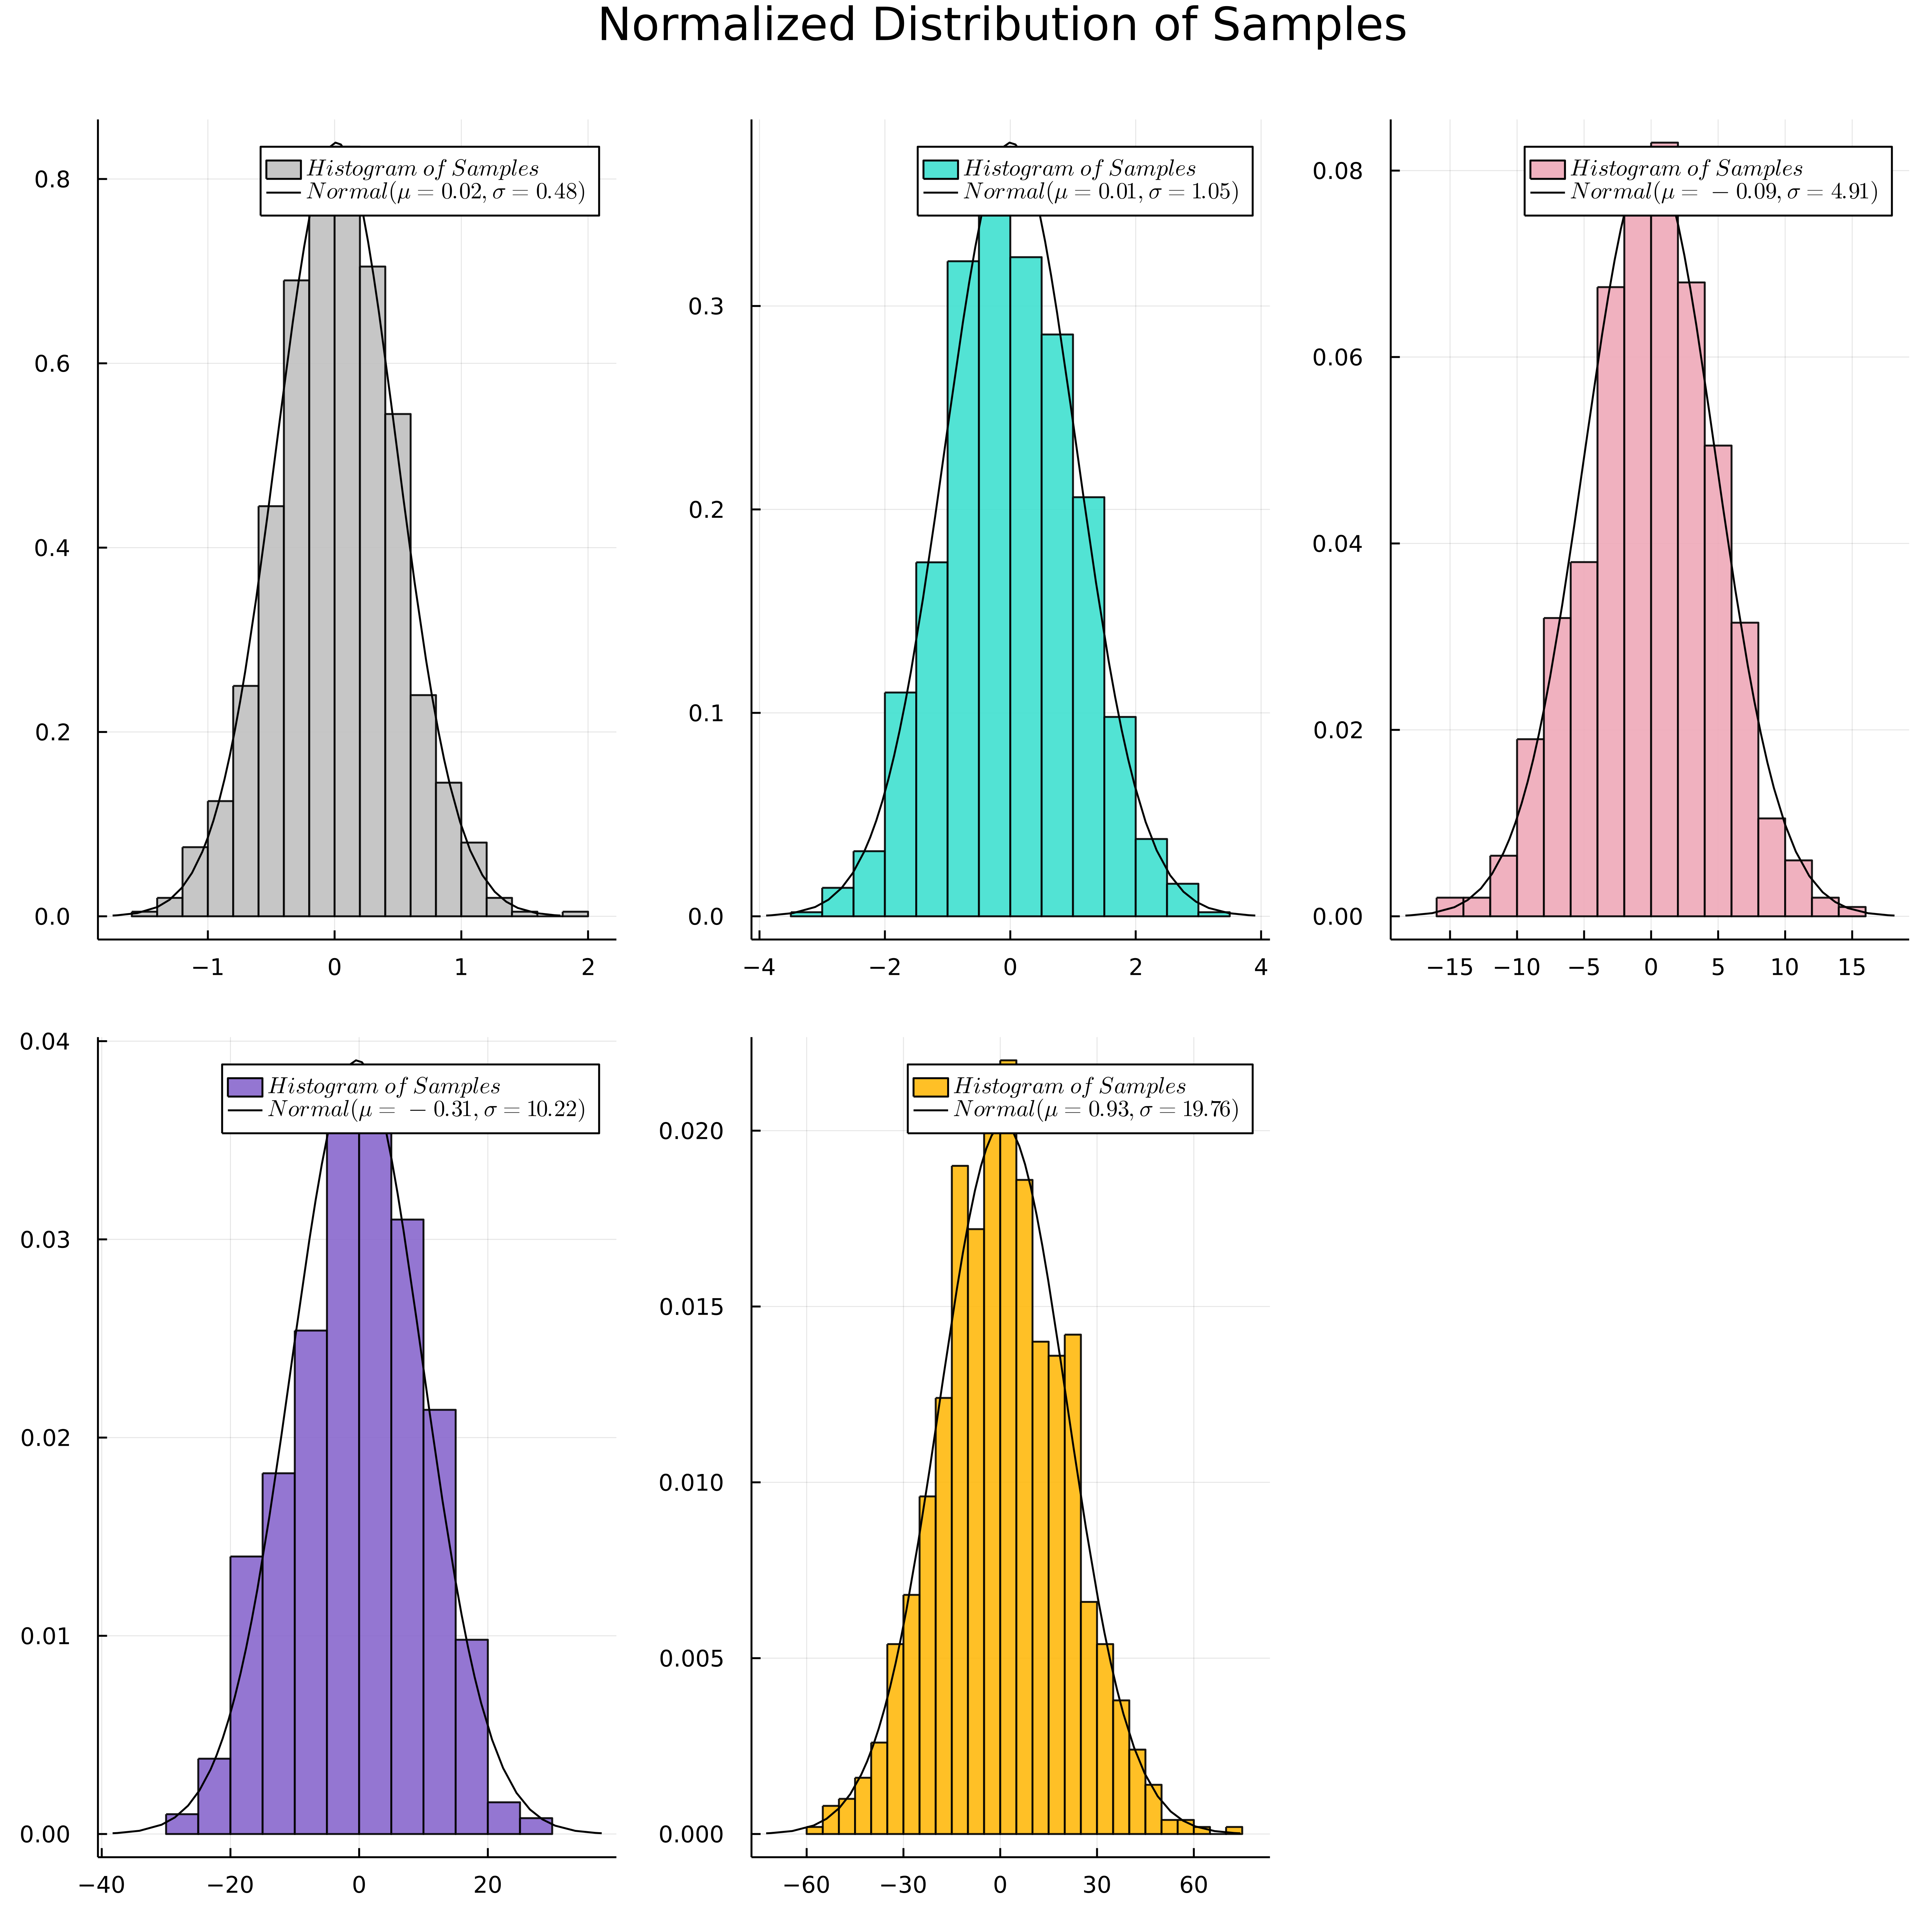 Normalized Distribution of Samples
Histogram of Samples
Normal(μ = 0.02, σ = 0.48)
0.8
0.6
0.4
0.2
0.0
−1 0 1 2
Histogram of Samples
Normal(μ = 0.01, σ = 1.05)
0.3
0.2
0.1
0.0
−4 −2 0 2 4
Histogram of Samples
Normal(μ = − 0.09, σ = 4.91)
0.08
0.06
0.04
0.02
0.00
−15 −10 −5 0 5 10 15
Histogram of Samples
Normal(μ = − 0.31, σ = 10.22)
0.04
0.03
0.02
0.01
0.00
−40 −20 0 20
Histogram of Samples
Normal(μ = 0.93, σ = 19.76)
0.020
0.015
0.010
0.005
0.000
−60 −30 0 30 60